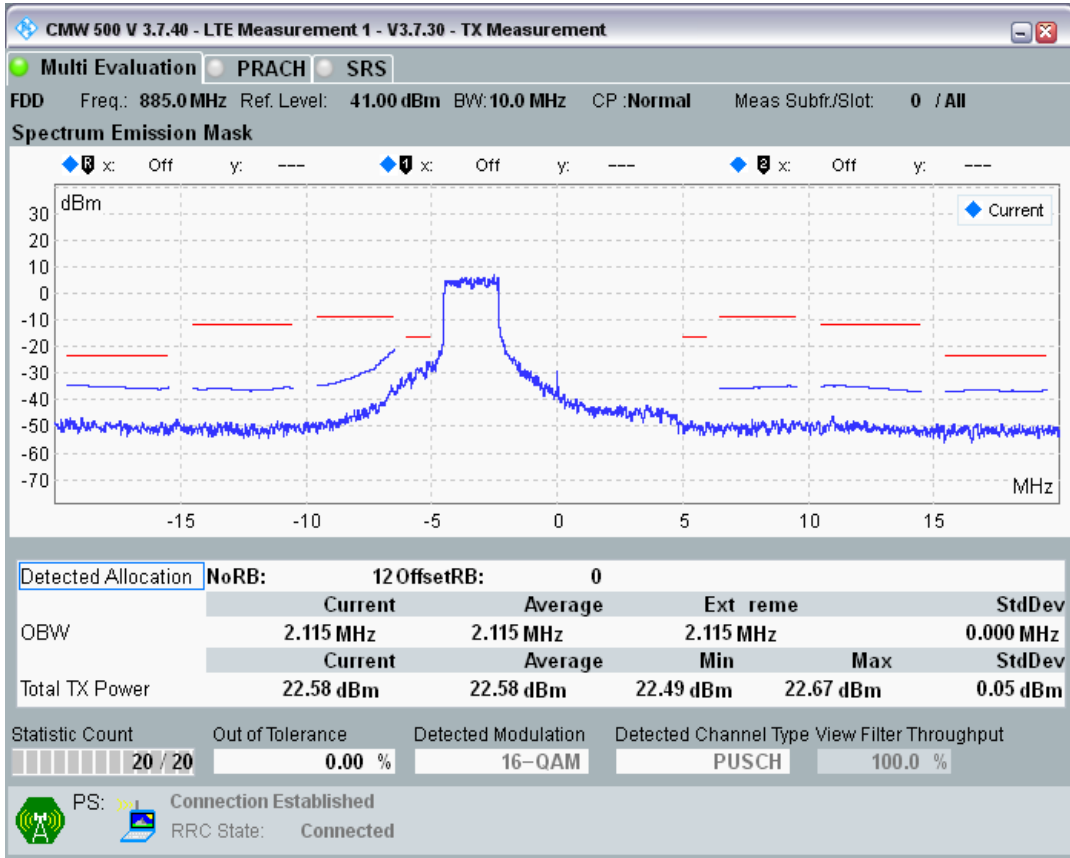 CMW 500 V 3.7.40 - LTE Measurement 1 - V3.7.30 - TX Measurement
Multi Evaluation PRACH SRS
FDD Freq.: 885.0 MHz Ref. Level: 41.00 dBm BW: 10.0 MHz CP :Normal Meas Subfr./Slot: 0 / All
Spectrum Emission Mask
R x: Off y: --- 1 x: Off y: --- 2 x: Off y: ---
dBm
Current
30
20
10
0
-10
-20
-30
-40
-50
-60
-70
MHz
-15 -10 -5 0 5 10 15
Detected Allocation NoRB: 12 OffsetRB: 0
Current Average Ext reme StdDev
OBW 2.115 MHz 2.115 MHz 2.115 MHz 0.000 MHz
Current Average Min Max StdDev
Total TX Power 22.58 dBm 22.58 dBm 22.49 dBm 22.67 dBm 0.05 dBm
Statistic Count Out of Tolerance Detected Modulation Detected Channel Type View Filter Throughput
20 / 20 0.00 % 16-QAM PUSCH 100.0 %
PS: Connection Established
RRC State: Connected